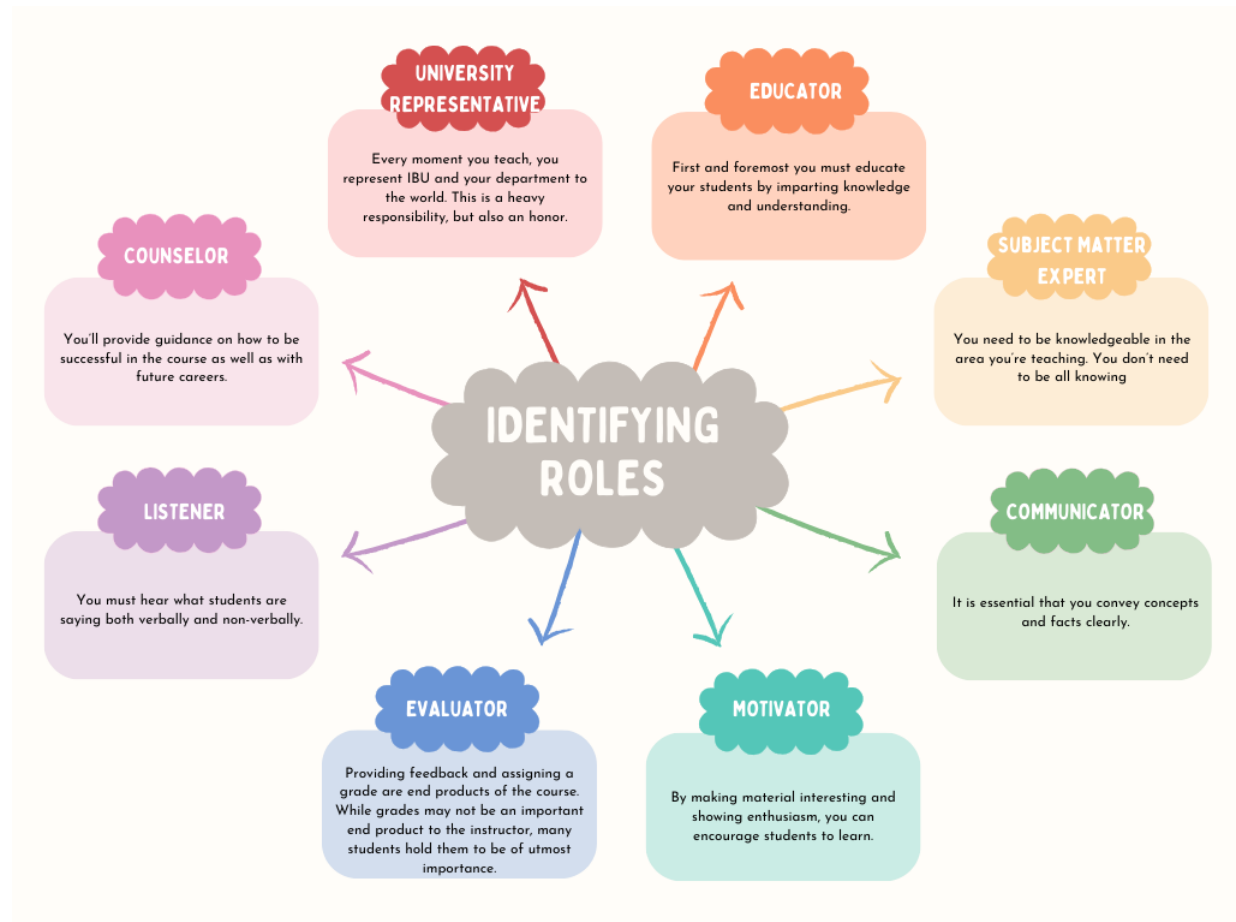 IDENTIFYING
ROLES
UNIVERSITY
REPRESENTATIVE
Every moment you teach, you
represent IBU and your department to
the world. This is a heavy
responsibility, but also an honor.
EDUCATOR
First and foremost you must educate
your students by imparting knowledge
and understanding.
SUBJECT MATTER
EXPERT
You need to be knowledgeable in the
area you're teaching. You don't need
to be all knowing
COMMUNICATOR
It is essential that you convey concepts
and facts clearly.
MOTIVATOR
By making material interesting and
showing enthusiasm, you can
encourage students to learn.
EVALUATOR
Providing feedback and assigning a
grade are end products of the course.
While grades may not be an important
end product to the instructor, many
students hold them to be of utmost
importance.
LISTENER
You must hear what students are
saying both verbally and non-verbally.
COUNSELOR
You'll provide guidance on how to be
successful in the course as well as with
future careers.